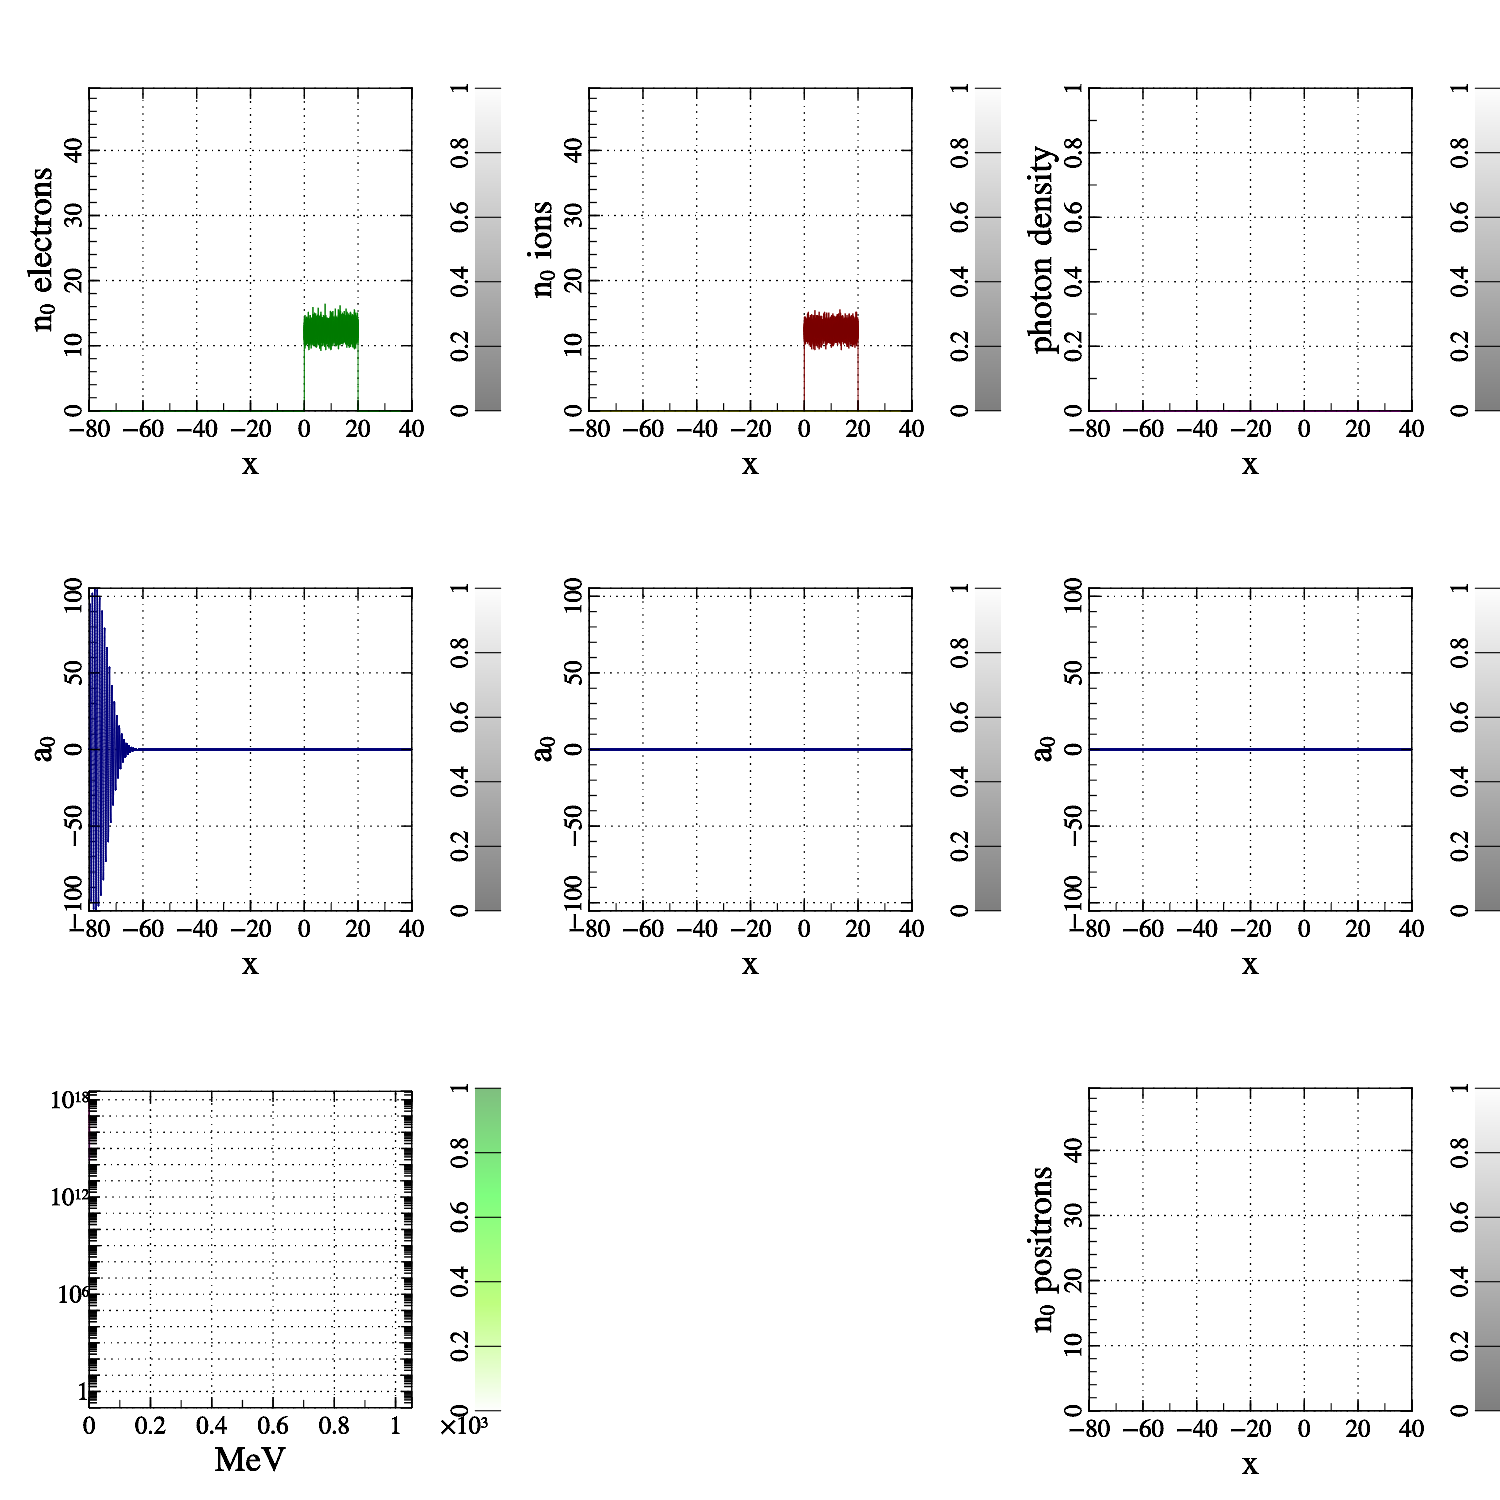 n₀ electrons
0 10 20 30 40
−80 −60 −40 −20 0 20 40
x
0 0.2 0.4 0.6 0.8 1
n₀ ions
0 10 20 30 40
−80 −60 −40 −20 0 20 40
x
0 0.2 0.4 0.6 0.8 1
photon density
0 0.2 0.4 0.6 0.8 1
−80 −60 −40 −20 0 20 40
x
0 0.2 0.4 0.6 0.8 1
a₀
−100 −50 0 50 100
−80 −60 −40 −20 0 20 40
x
0 0.2 0.4 0.6 0.8 1
a₀
−100 −50 0 50 100
−80 −60 −40 −20 0 20 40
x
0 0.2 0.4 0.6 0.8 1
a₀
−100 −50 0 50 100
−80 −60 −40 −20 0 20 40
x
0 0.2 0.4 0.6 0.8 1
10¹⁸
10¹²
10⁶
1
0 0.2 0.4 0.6 0.8 1
×10³
MeV
0 0.2 0.4 0.6 0.8 1
n₀ positrons
0 10 20 30 40
−80 −60 −40 −20 0 20 40
x
0 0.2 0.4 0.6 0.8 1